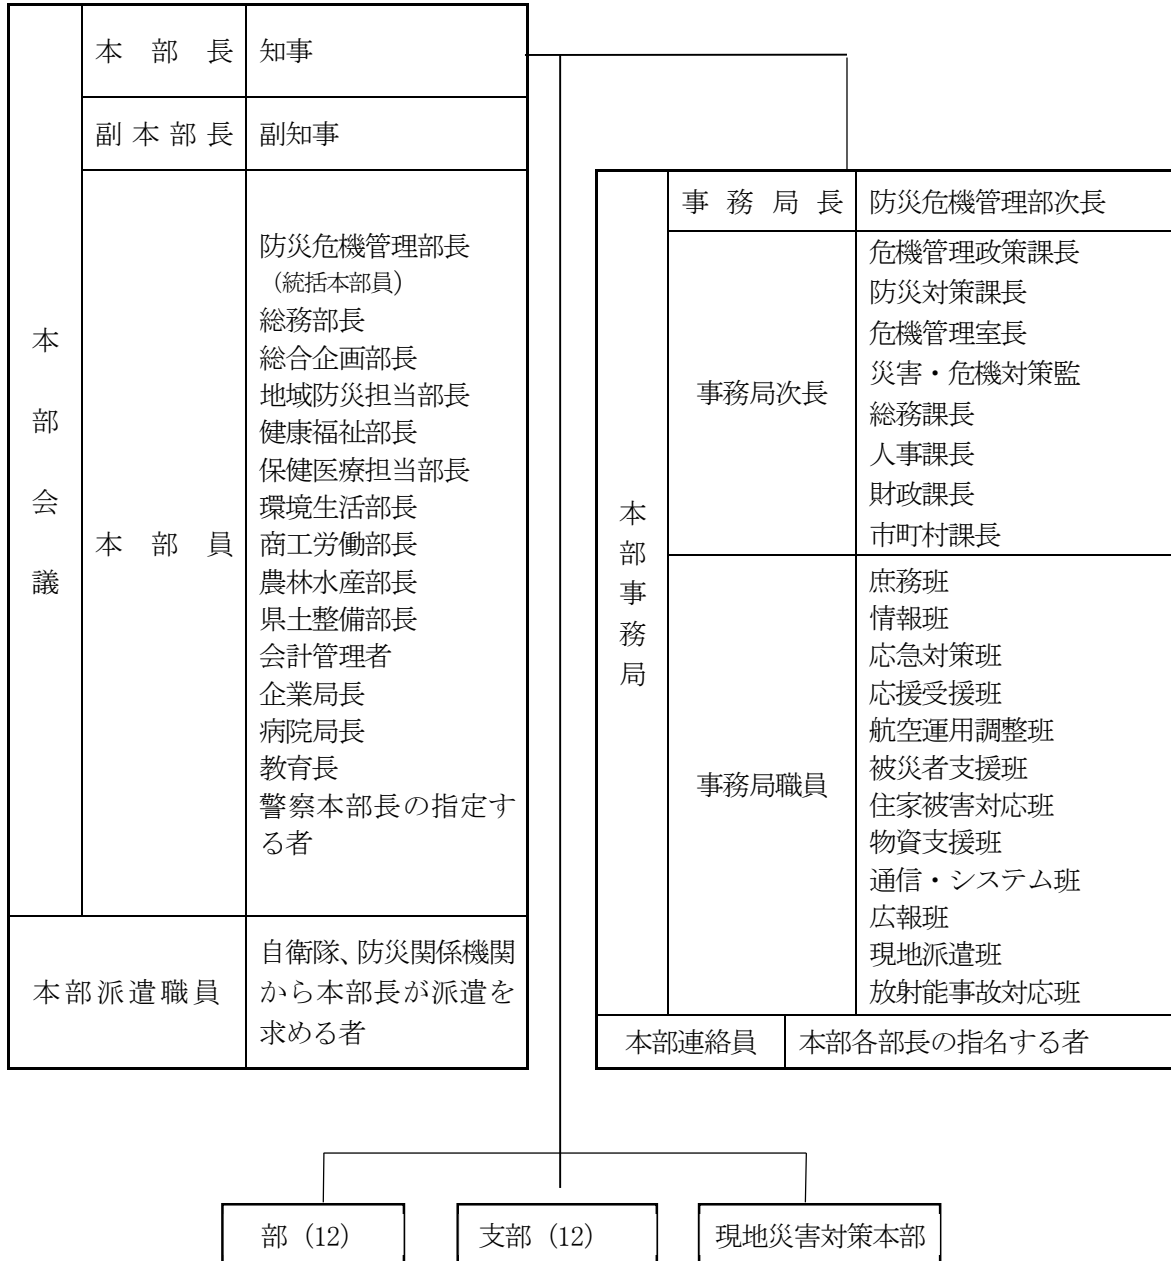 本部会議
本部長 知事
副本部長 副知事
本部員
防災危機管理部長
（統括本部員）
総務部長
総合企画部長
地域防災担当部長
健康福祉部長
保健医療担当部長
環境生活部長
商工労働部長
農林水産部長
県土整備部長
会計管理者
企業局長
病院局長
教育長
警察本部長の指定す
る者
本部派遣職員
自衛隊、防災関係機関
から本部長が派遣を
求める者
本部事務局
事務局長 防災危機管理部次長
事務局次長
危機管理政策課長
防災対策課長
危機管理室長
災害・危機対策監
総務課長
人事課長
財政課長
市町村課長
事務局職員
庶務班
情報班
応急対策班
応援受援班
航空運用調整班
被災者支援班
住家被害対応班
物資支援班
通信・システム班
広報班
現地派遣班
放射能事故対応班
本部連絡員 本部各部長の指名する者
部（12） 支部（12） 現地災害対策本部